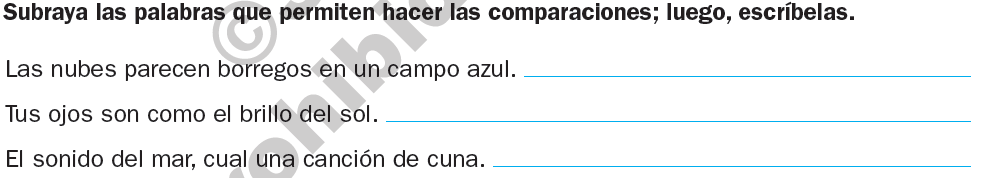 Subraya las palabras que permiten hacer las comparaciones; luego, escríbelas.
Las nubes parecen borregos en un campo azul.
Tus ojos son como el brillo del sol.
El sonido del mar, cual una canción de cuna.